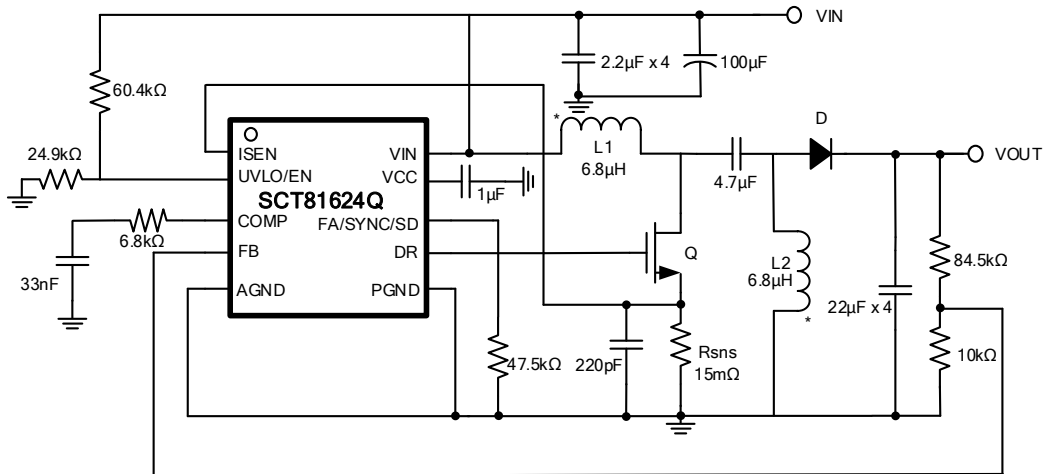 VIN
2.2µF x 4
100µF
60.4kΩ
D
*
L1
6.8µH
24.9kΩ
ISEN
VIN
VOUT
UVLO/EN
VCC
4.7µF
1µF
SCT81624Q
COMP
FA/SYNC/SD
6.8kΩ
FB
DR
Q
L2
6.8µH
84.5kΩ
33nF
AGND
PGND
*
22µF x 4
47.5kΩ
220pF
Rsns
15mΩ
10kΩ